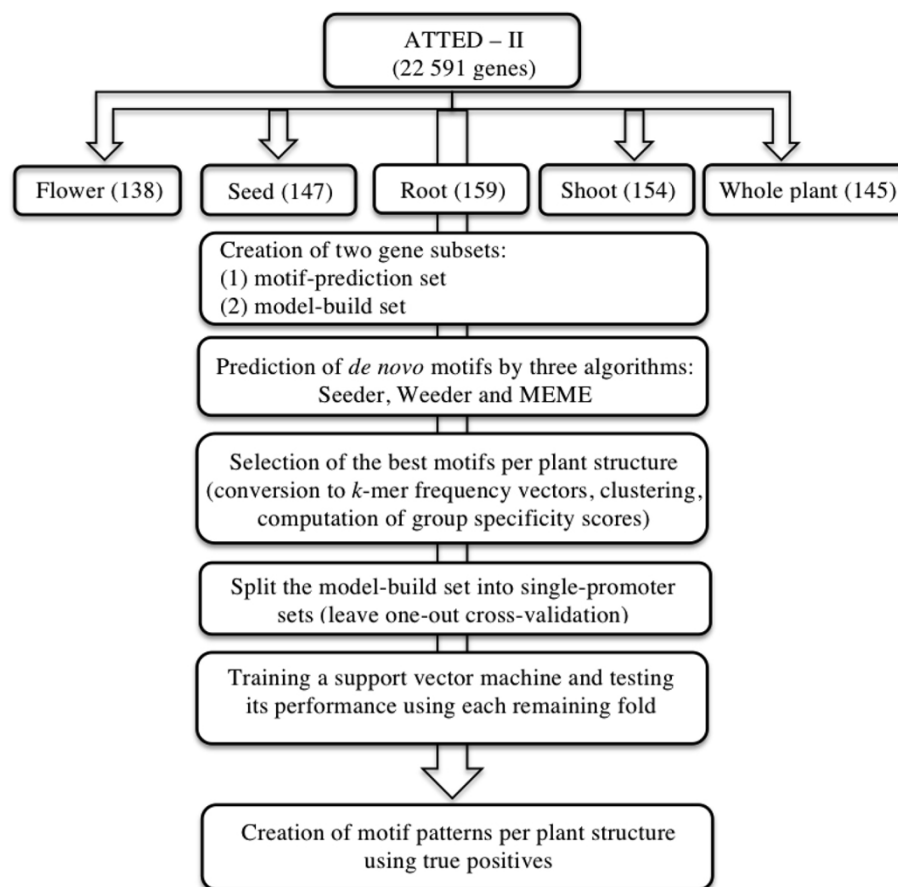 ATTED – II
(22 591 genes)
Flower (138)
Seed (147)
Root (159)
Shoot (154)
Whole plant (145)
Creation of two gene subsets:
(1) motif-prediction set
(2) model-build set
Prediction of de novo motifs by three algorithms:
Seeder, Weeder and MEME
Selection of the best motifs per plant structure
(conversion to k-mer frequency vectors, clustering,
computation of group specificity scores)
Split the model-build set into single-promoter
sets (leave one-out cross-validation)
Training a support vector machine and testing
its performance using each remaining fold
Creation of motif patterns per plant structure
using true positives